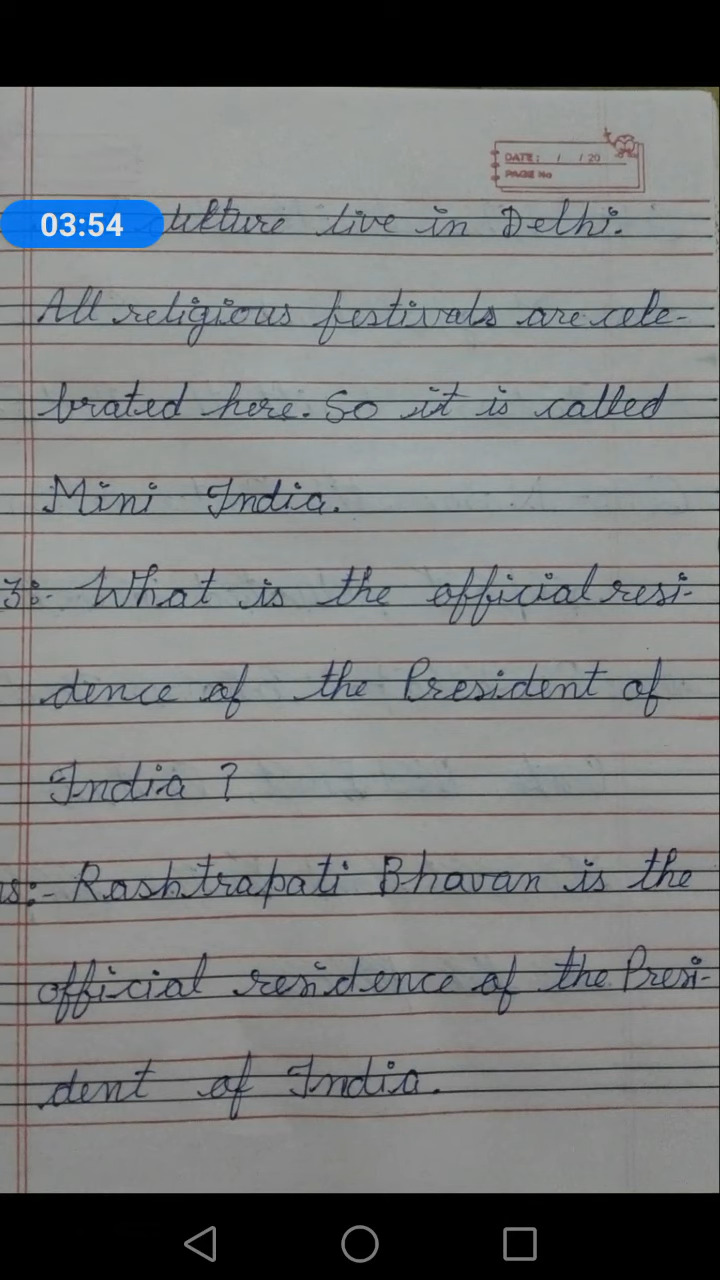 DATE: / / 20
PAGE No
03:54
culture live in Delhi.
All religious festivals are cele-
brated here. So it is called
Mini India.
3:- What is the official resi-
dence of the President of
India ?
ns:- Rashtrapati Bhavan is the
official residence of the Presi-
dent of India.